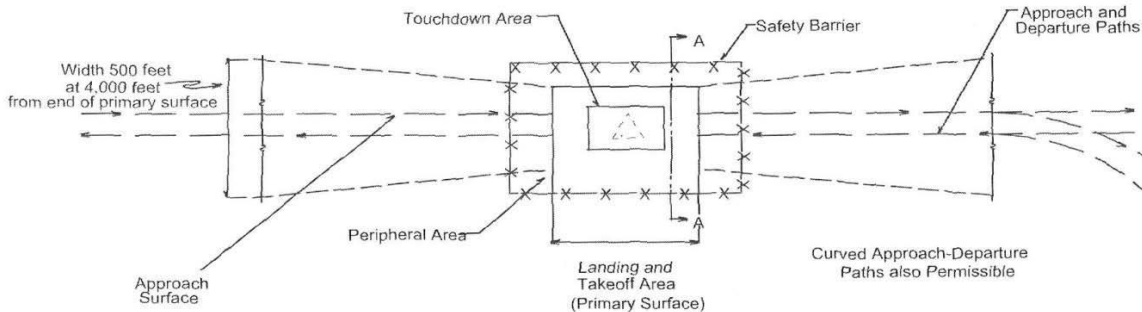 Touchdown Area
Safety Barrier
Approach and
Departure Paths
A
Width 500 feet
at 4,000 feet
from end of primary surface
A
Peripheral Area
Approach
Surface
Landing and
Takeoff Area
(Primary Surface)
Curved Approach-Departure
Paths also Permissible